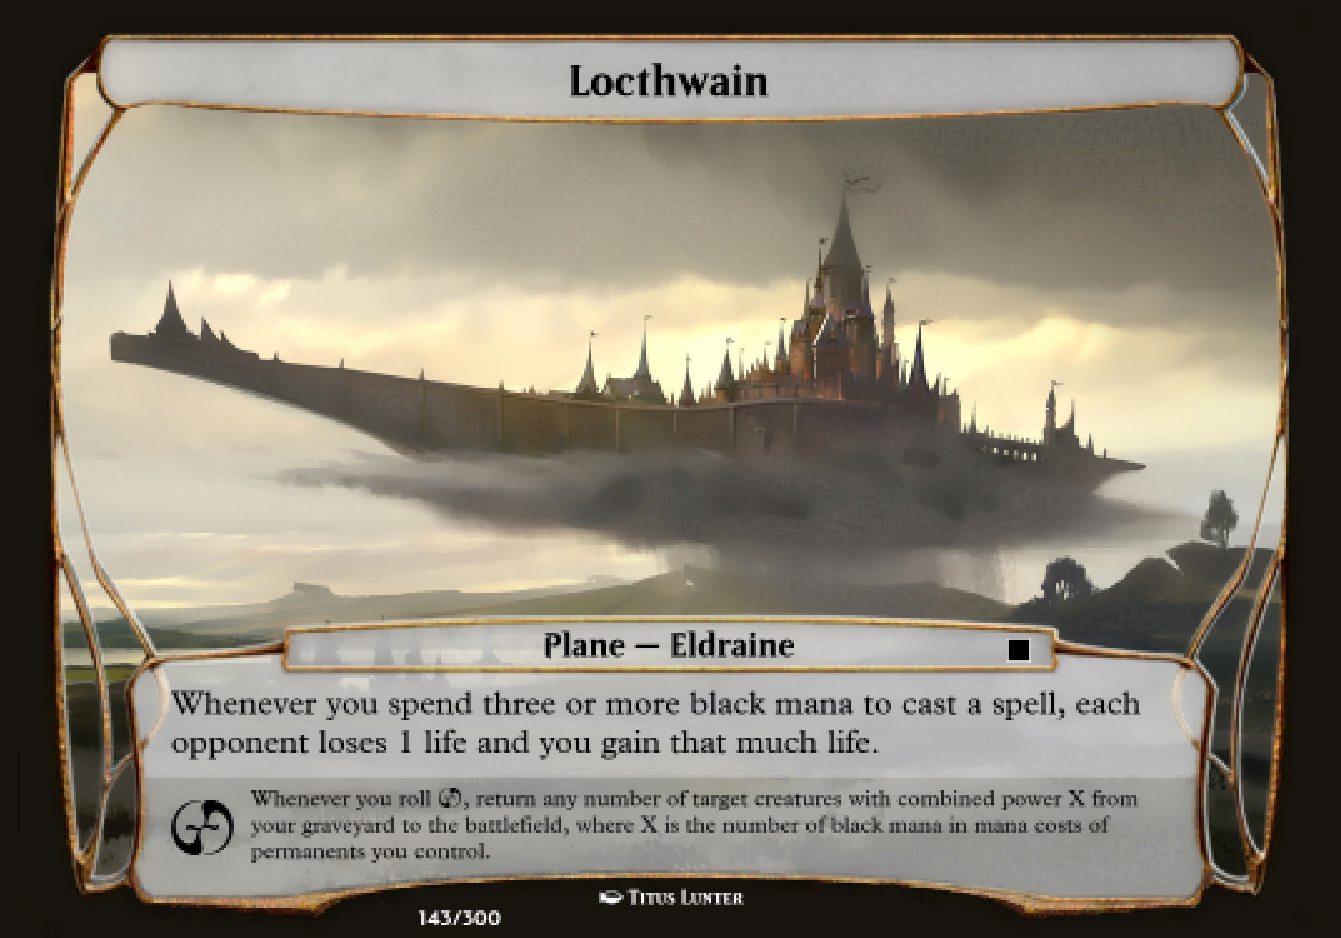 Locthwain
Plane — Eldraine
Whenever you spend three or more black mana to cast a spell, each
opponent loses 1 life and you gain that much life.
Whenever you roll , return any number of target creatures with combined power X from
your graveyard to the battlefield, where X is the number of black mana in mana costs of
permanents you control.
Titus Lunter
143/300